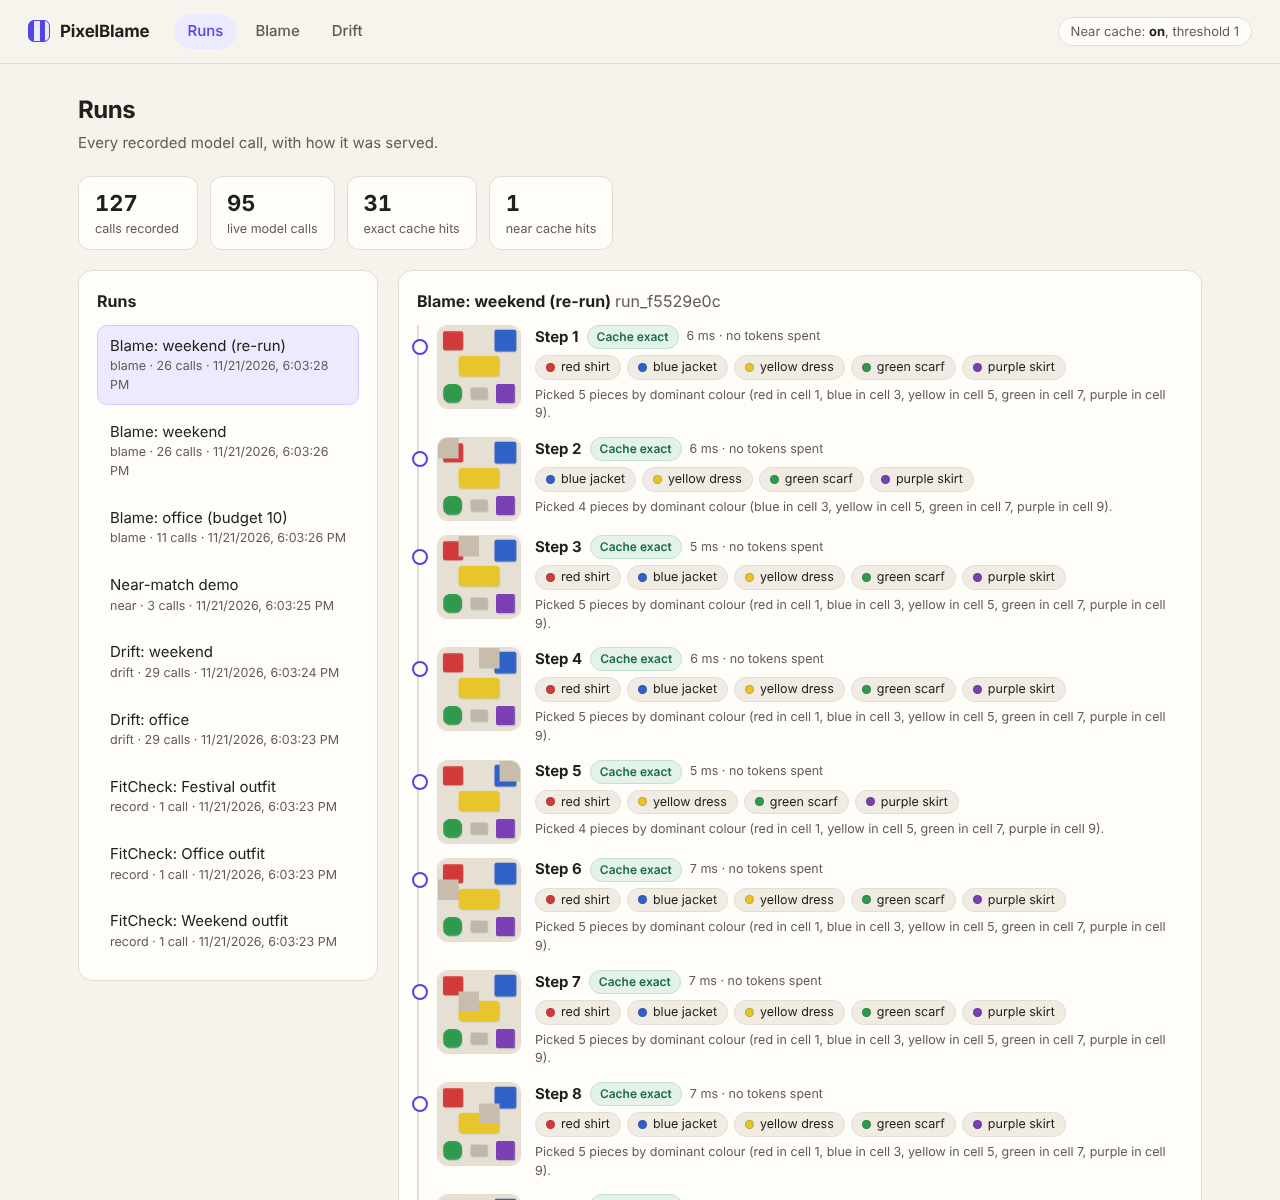 PixelBlame
Runs
Blame
Drift
Near cache: on, threshold 1
Runs
Every recorded model call, with how it was served.
127
calls recorded
95
live model calls
31
exact cache hits
1
near cache hits
Runs
Blame: weekend (re-run)
blame · 26 calls · 11/21/2026, 6:03:28
PM
Blame: weekend
blame · 26 calls · 11/21/2026, 6:03:26
PM
Blame: office (budget 10)
blame · 11 calls · 11/21/2026, 6:03:26 PM
Near-match demo
near · 3 calls · 11/21/2026, 6:03:25 PM
Drift: weekend
drift · 29 calls · 11/21/2026, 6:03:24 PM
Drift: office
drift · 29 calls · 11/21/2026, 6:03:23 PM
FitCheck: Festival outfit
record · 1 call · 11/21/2026, 6:03:23 PM
FitCheck: Office outfit
record · 1 call · 11/21/2026, 6:03:23 PM
FitCheck: Weekend outfit
record · 1 call · 11/21/2026, 6:03:23 PM
Blame: weekend (re-run) run_f5529e0c
Step 1 Cache exact 6 ms · no tokens spent
red shirt blue jacket yellow dress green scarf purple skirt
Picked 5 pieces by dominant colour (red in cell 1, blue in cell 3, yellow in cell 5, green in cell 7, purple in cell
9).
Step 2 Cache exact 6 ms · no tokens spent
blue jacket yellow dress green scarf purple skirt
Picked 4 pieces by dominant colour (blue in cell 3, yellow in cell 5, green in cell 7, purple in cell 9).
Step 3 Cache exact 5 ms · no tokens spent
red shirt blue jacket yellow dress green scarf purple skirt
Picked 5 pieces by dominant colour (red in cell 1, blue in cell 3, yellow in cell 5, green in cell 7, purple in cell
9).
Step 4 Cache exact 6 ms · no tokens spent
red shirt blue jacket yellow dress green scarf purple skirt
Picked 5 pieces by dominant colour (red in cell 1, blue in cell 3, yellow in cell 5, green in cell 7, purple in cell
9).
Step 5 Cache exact 5 ms · no tokens spent
red shirt yellow dress green scarf purple skirt
Picked 4 pieces by dominant colour (red in cell 1, yellow in cell 5, green in cell 7, purple in cell 9).
Step 6 Cache exact 7 ms · no tokens spent
red shirt blue jacket yellow dress green scarf purple skirt
Picked 5 pieces by dominant colour (red in cell 1, blue in cell 3, yellow in cell 5, green in cell 7, purple in cell
9).
Step 7 Cache exact 7 ms · no tokens spent
red shirt blue jacket yellow dress green scarf purple skirt
Picked 5 pieces by dominant colour (red in cell 1, blue in cell 3, yellow in cell 5, green in cell 7, purple in cell
9).
Step 8 Cache exact 7 ms · no tokens spent
red shirt blue jacket yellow dress green scarf purple skirt
Picked 5 pieces by dominant colour (red in cell 1, blue in cell 3, yellow in cell 5, green in cell 7, purple in cell
9).